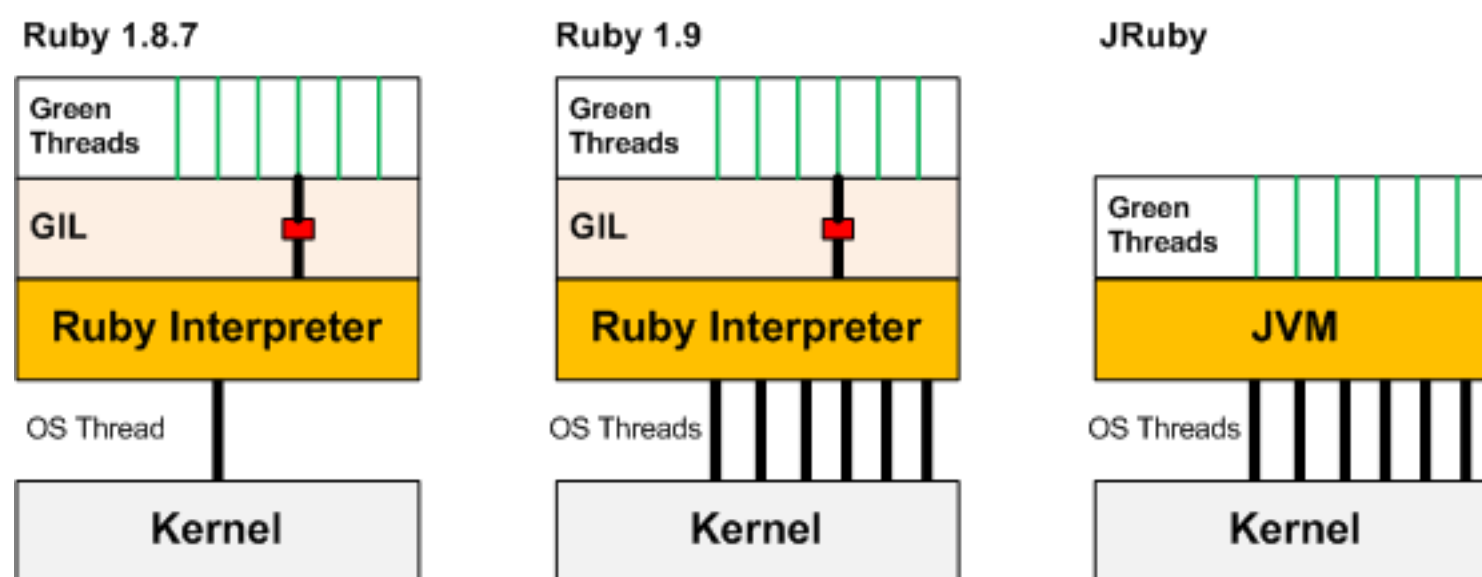 Ruby 1.8.7
Green
Threads
GIL
Ruby Interpreter
OS Thread
Kernel
Ruby 1.9
Green
Threads
GIL
Ruby Interpreter
OS Threads
Kernel
JRuby
Green
Threads
JVM
OS Threads
Kernel